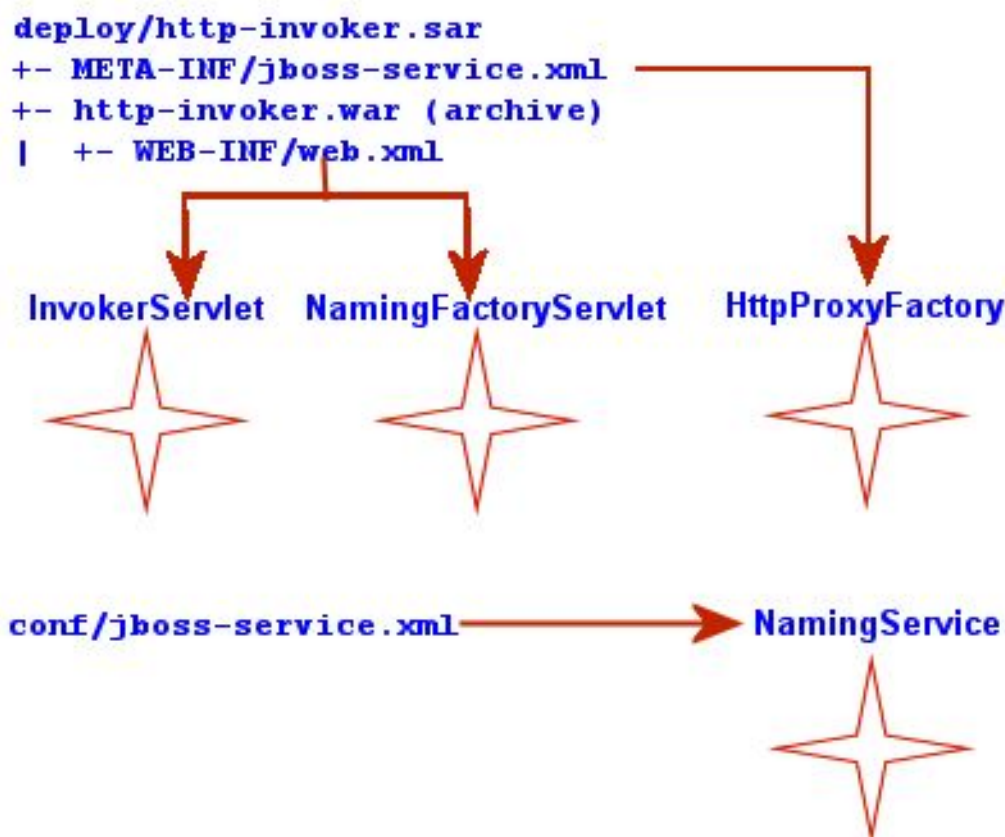 deploy/http-invoker.sar
+- META-INF/jboss-service.xml
+- http-invoker.war (archive)
|  +- WEB-INF/web.xml
InvokerServlet NamingFactoryServlet HttpProxyFactory
conf/jboss-service.xml NamingService